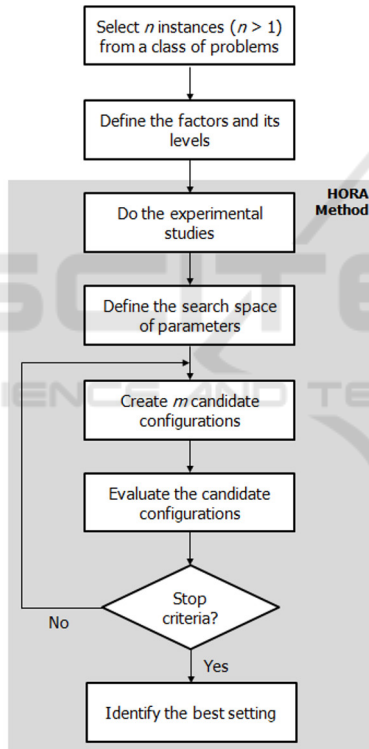 Select n instances (n > 1)
from a class of problems
Define the factors and its
levels
HORA
Method
Do the experimental
studies
Define the search space
of parameters
Create m candidate
configurations
Evaluate the candidate
configurations
Stop
criteria?
No
Yes
Identify the best setting